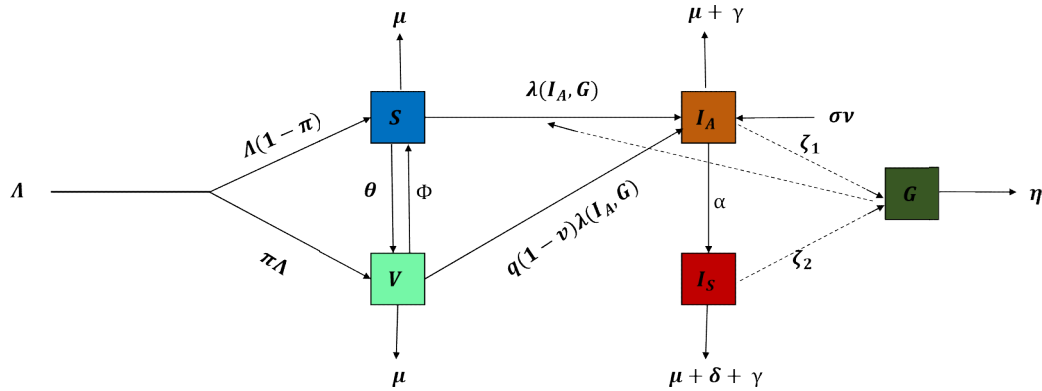 μ
μ + γ
λ(I_A, G)
Λ(1 − π)
S
I_A
σν
ζ_1
Λ
θ
Φ
α
G
η
q(1 − ν)λ(I_A, G)
πΛ
V
I_S
ζ_2
μ
μ + δ + γ